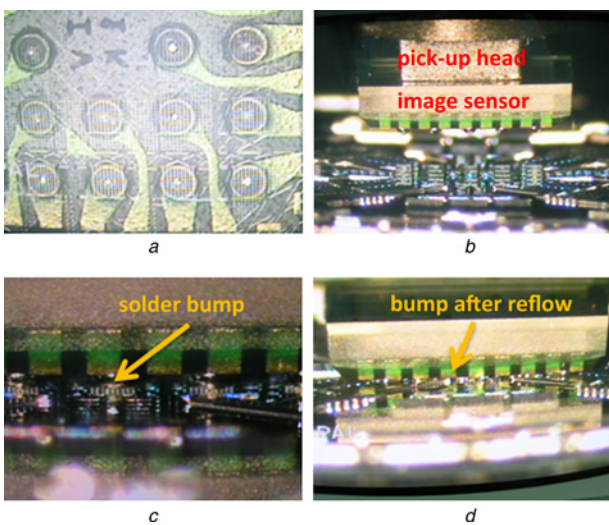 pick-up head
image sensor
a
b
solder bump
bump after reflow
c
d